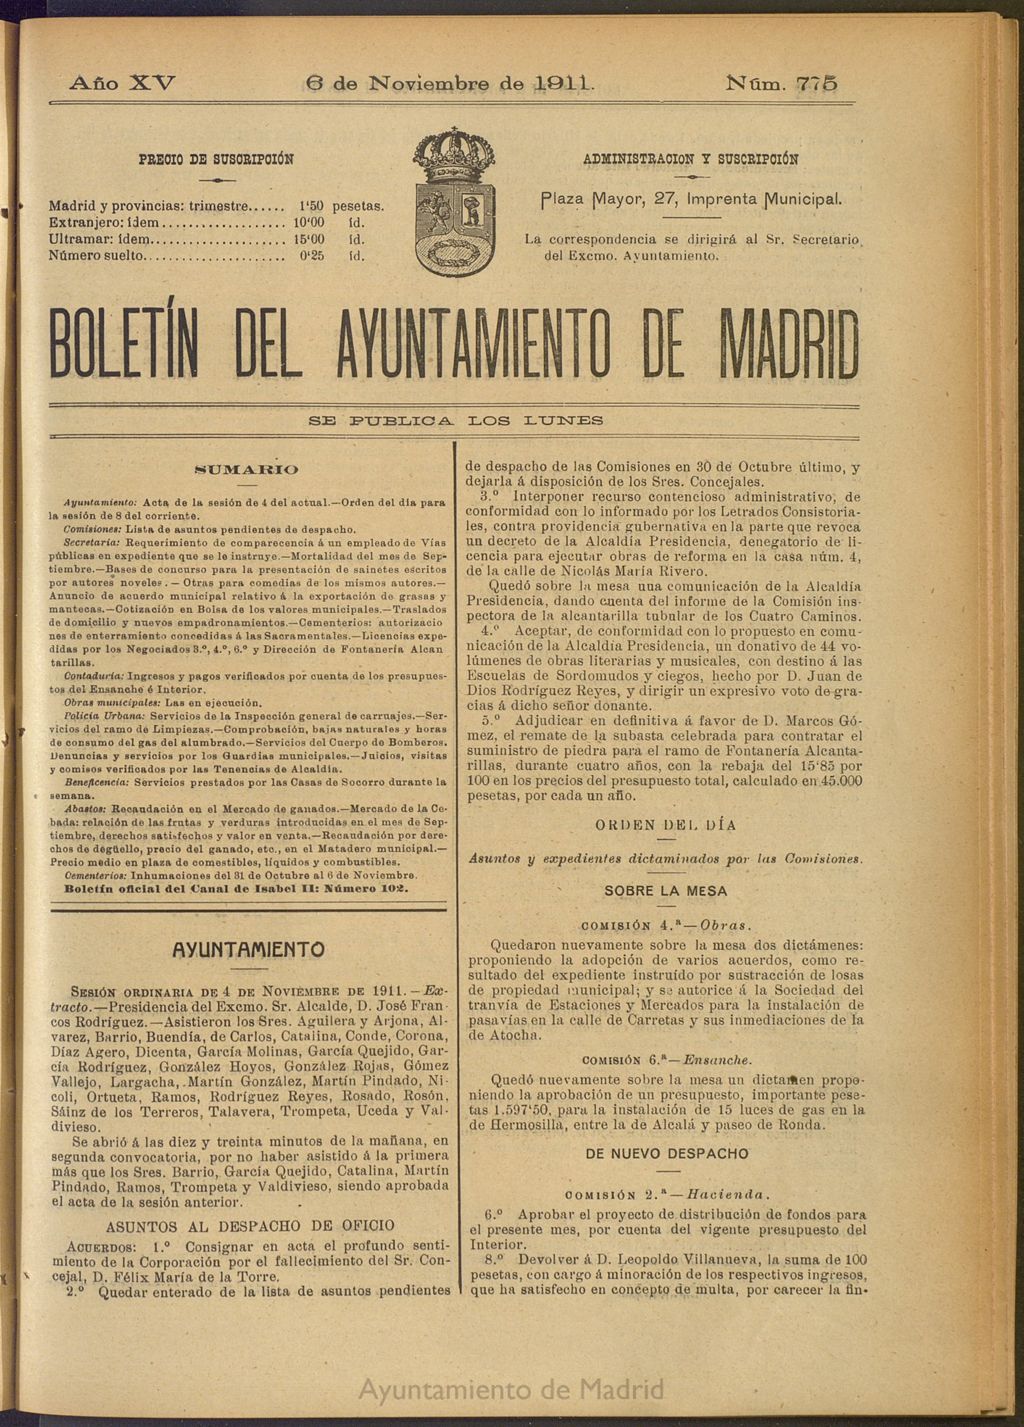 Año XV
6 de Noviembre de 1911.
Núm. 775
PRECIO DE SUSCRIPCIÓN
Madrid y provincias: trimestre...... 1'50 pesetas.
Extranjero: ídem................... 10'00 íd.
Ultramar: ídem..................... 15'00 íd.
Número suelto...................... 0'25 íd.
ADMINISTRACION Y SUSCRIPCIÓN
Plaza Mayor, 27, Imprenta Municipal.
La correspondencia se dirigirá al Sr. Secretario
del Excmo. Ayuntamiento.
BOLETÍN DEL AYUNTAMIENTO DE MADRID
SE PUBLICA LOS LUNES
SUMARIO
Ayuntamiento: Acta de la sesión de 4 del actual.—Orden del día para
la sesión de 8 del corriente.
Comisiones: Lista de asuntos pendientes de despacho.
Secretaría: Requerimiento de comparecencia á un empleado de Vías
públicas en expediente que se le instruye.—Mortalidad del mes de Sep-
tiembre.—Bases de concurso para la presentación de sainetes escritos
por autores noveles.—Otras para comedias de los mismos autores.—
Anuncio de acuerdo municipal relativo á la exportación de grasas y
mantecas.—Cotización en Bolsa de los valores municipales.—Traslados
de domicilio y nuevos empadronamientos.—Cementerios: autorizacio
nes de enterramiento concedidas á las Sacramentales.—Licencias expe-
didas por los Negociados 3.º, 4.º, 6.º y Dirección de Fontanería Alcan
tarillas.
Contaduría: Ingresos y pagos verificados por cuenta de los presupues-
tos del Ensanche é Interior.
Obras municipales: Las en ejecución.
Policía Urbana: Servicios de la Inspección general de carruajes.—Ser-
vicios del ramo de Limpiezas.—Comprobación, bajas naturales y horas
de consumo del gas del alumbrado.—Servicios del Cuerpo de Bomberos.
Denuncias y servicios por los Guardias municipales.—Juicios, visitas
y comisos verificados por las Tenencias de Alcaldía.
Beneficencia: Servicios prestados por las Casas de Socorro durante la
semana.
Abastos: Recaudación en el Mercado de ganados.—Mercado de la Ce-
bada: relación de las frutas y verduras introducidas en el mes de Sep-
tiembre, derechos satisfechos y valor en venta.—Recaudación por dere-
chos de degüello, precio del ganado, etc., en el Matadero municipal.—
Precio medio en plaza de comestibles, líquidos y combustibles.
Cementerios: Inhumaciones del 31 de Octubre al 6 de Noviembre.
Boletín oficial del Canal de Isabel II: Número 102.
AYUNTAMIENTO
SESIÓN ORDINARIA DE 4 DE NOVIEMBRE DE 1911.—Ex-
tracto.—Presidencia del Excmo. Sr. Alcalde, D. José Fran-
cos Rodríguez.—Asistieron los Sres. Aguilera y Arjona, Al-
varez, Barrio, Buendía, de Carlos, Catalina, Conde, Corona,
Díaz Agero, Dicenta, García Molinas, García Quejido, Gar-
cía Rodríguez, González Hoyos, González Rojas, Gómez
Vallejo, Largacha, Martín González, Martín Pindado, Ni-
coli, Ortueta, Ramos, Rodríguez Reyes, Rosado, Rosón,
Sáinz de los Terreros, Talavera, Trompeta, Uceda y Val-
divieso.
Se abrió á las diez y treinta minutos de la mañana, en
segunda convocatoria, por no haber asistido á la primera
más que los Sres. Barrio, García Quejido, Catalina, Martín
Pindado, Ramos, Trompeta y Valdivieso, siendo aprobada
el acta de la sesión anterior.
ASUNTOS AL DESPACHO DE OFICIO
ACUERDOS: 1.º Consignar en acta el profundo senti-
miento de la Corporación por el fallecimiento del Sr. Con-
cejal, D. Félix María de la Torre.
2.º Quedar enterado de la lista de asuntos pendientes
de despacho de las Comisiones en 30 de Octubre último, y
dejarla á disposición de los Sres. Concejales.
3.º Interponer recurso contencioso administrativo, de
conformidad con lo informado por los Letrados Consistoria-
les, contra providencia gubernativa en la parte que revoca
un decreto de la Alcaldía Presidencia, denegatorio de li-
cencia para ejecutar obras de reforma en la casa núm. 4,
de la calle de Nicolás María Rivero.
Quedó sobre la mesa una comunicación de la Alcaldía
Presidencia, dando cuenta del informe de la Comisión ins-
pectora de la alcantarilla tubular de los Cuatro Caminos.
4.º Aceptar, de conformidad con lo propuesto en comu-
nicación de la Alcaldía Presidencia, un donativo de 44 vo-
lúmenes de obras literarias y musicales, con destino á las
Escuelas de Sordomudos y ciegos, hecho por D. Juan de
Dios Rodríguez Reyes, y dirigir un expresivo voto de gra-
cias á dicho señor donante.
5.º Adjudicar en definitiva á favor de D. Marcos Gó-
mez, el remate de la subasta celebrada para contratar el
suministro de piedra para el ramo de Fontanería Alcanta-
rillas, durante cuatro años, con la rebaja del 15'85 por
100 en los precios del presupuesto total, calculado en 45.000
pesetas, por cada un año.
ORDEN DEL DÍA
Asuntos y expedientes dictaminados por las Comisiones.
SOBRE LA MESA
COMISIÓN 4.ª—Obras.
Quedaron nuevamente sobre la mesa dos dictámenes:
proponiendo la adopción de varios acuerdos, como re-
sultado del expediente instruído por sustracción de losas
de propiedad municipal; y se autorice á la Sociedad del
tranvía de Estaciones y Mercados para la instalación de
pasavías en la calle de Carretas y sus inmediaciones de la
de Atocha.
COMISIÓN 6.ª—Ensanche.
Quedó nuevamente sobre la mesa un dictamen propo-
niendo la aprobación de un presupuesto, importante pese-
tas 1.597'50, para la instalación de 15 luces de gas en la
de Hermosilla, entre la de Alcalá y paseo de Ronda.
DE NUEVO DESPACHO
COMISIÓN 2.ª—Hacienda.
6.º Aprobar el proyecto de distribución de fondos para
el presente mes, por cuenta del vigente presupuesto del
Interior.
8.º Devolver á D. Leopoldo Villanueva, la suma de 100
pesetas, con cargo á minoración de los respectivos ingresos,
que ha satisfecho en concepto de multa, por carecer la fin-
Ayuntamiento de Madrid